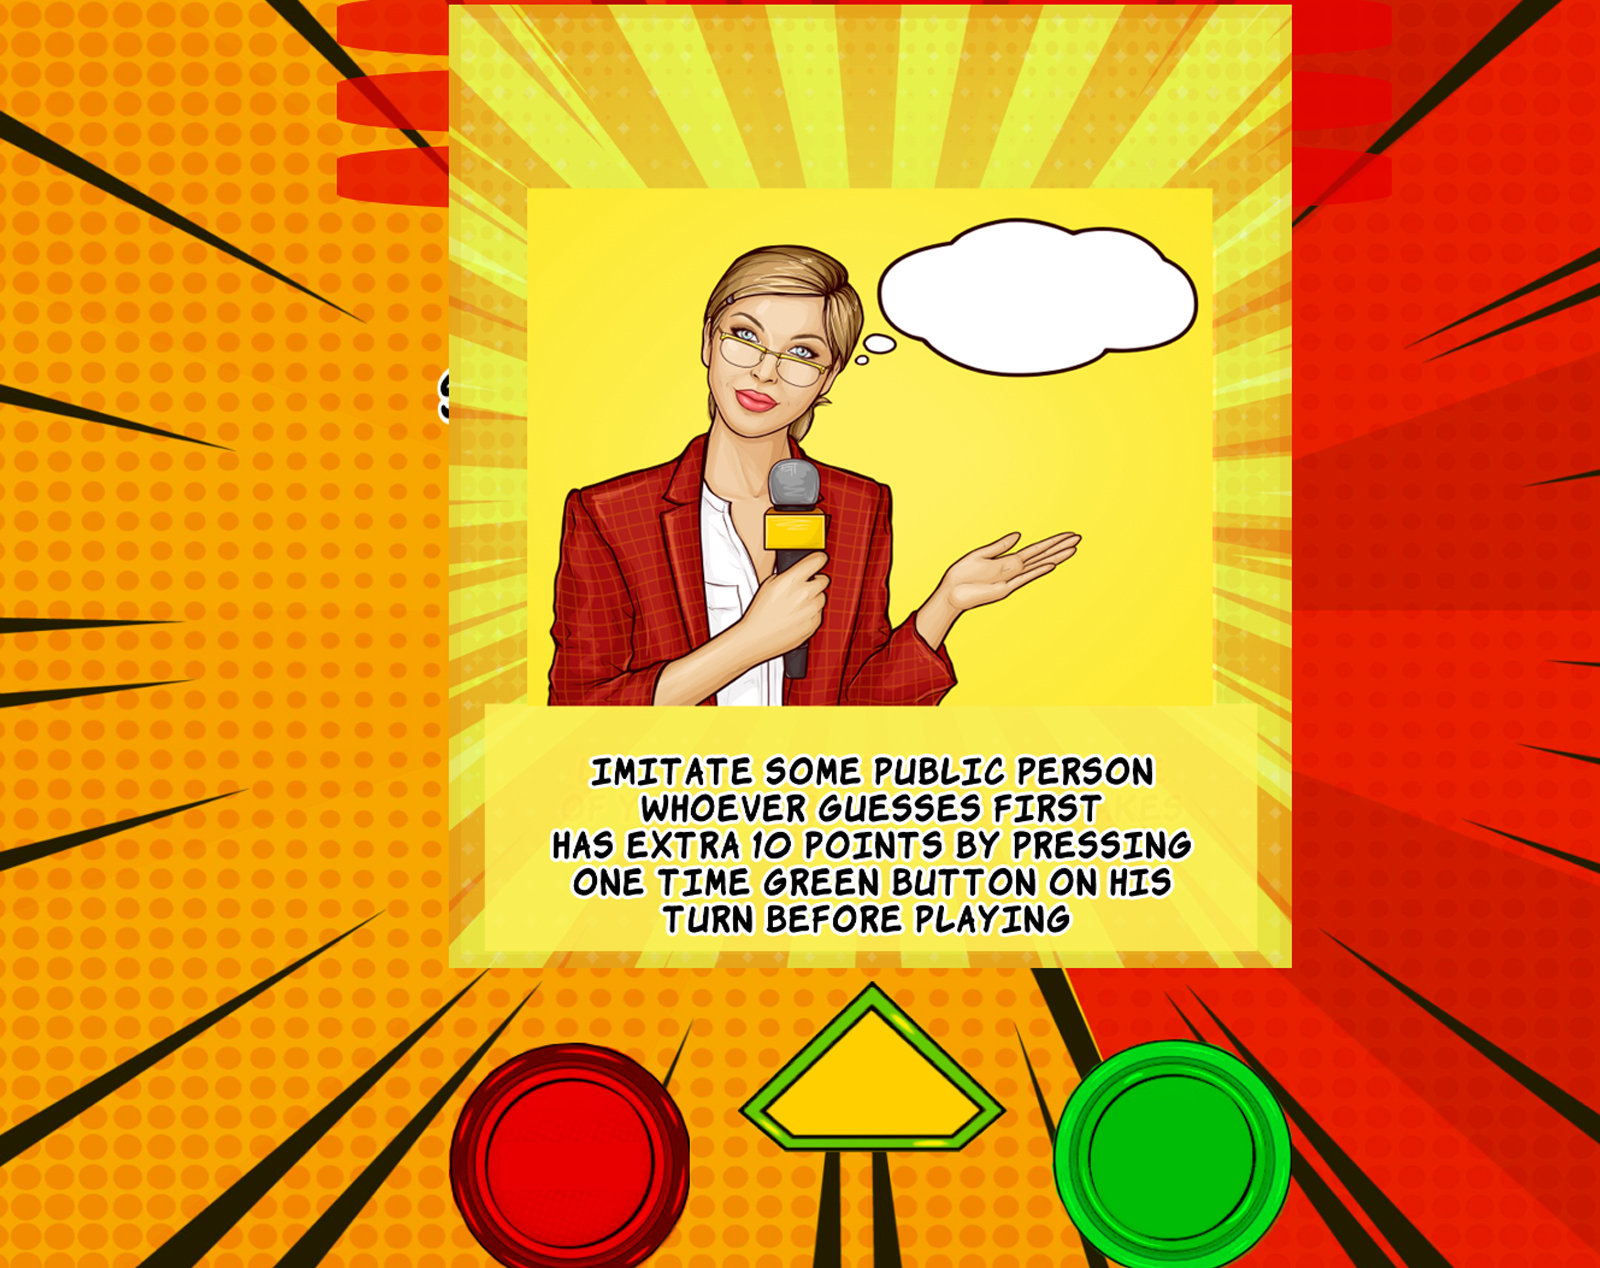 IMITATE SOME PUBLIC PERSON
WHOEVER GUESSES FIRST
HAS EXTRA 10 POINTS BY PRESSING
ONE TIME GREEN BUTTON ON HIS
TURN BEFORE PLAYING